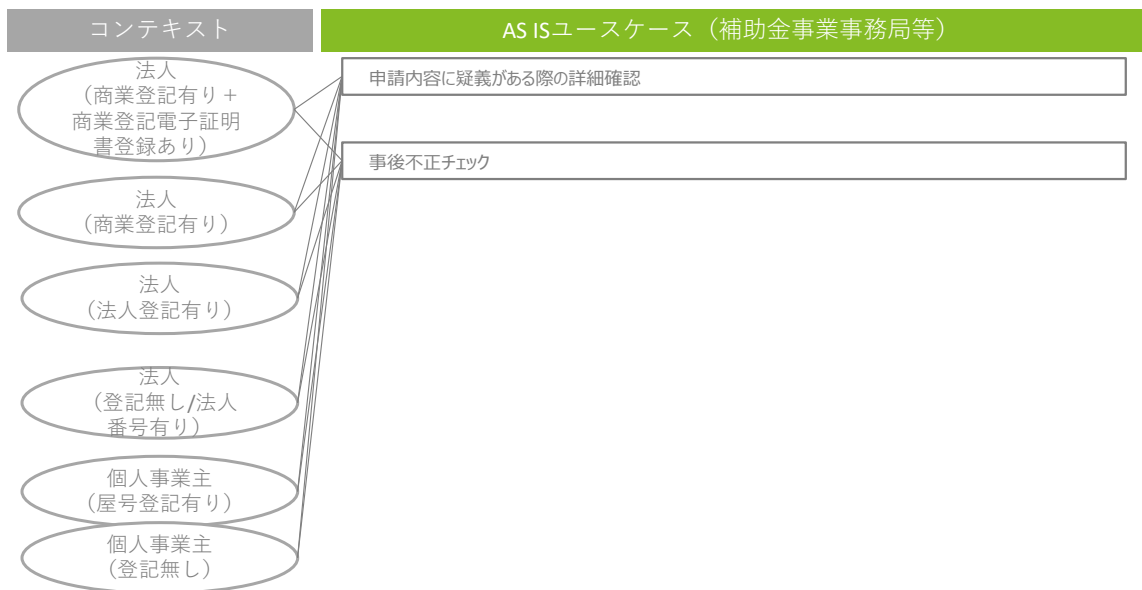 コンテキスト
AS ISユースケース（補助金事業事務局等）
法人
（商業登記有り＋
商業登記電子証明
書登録あり）
申請内容に疑義がある際の詳細確認
事後不正チェック
法人
（商業登記有り）
法人
（法人登記有り）
法人
（登記無し/法人
番号有り）
個人事業主
（屋号登記有り）
個人事業主
（登記無し）